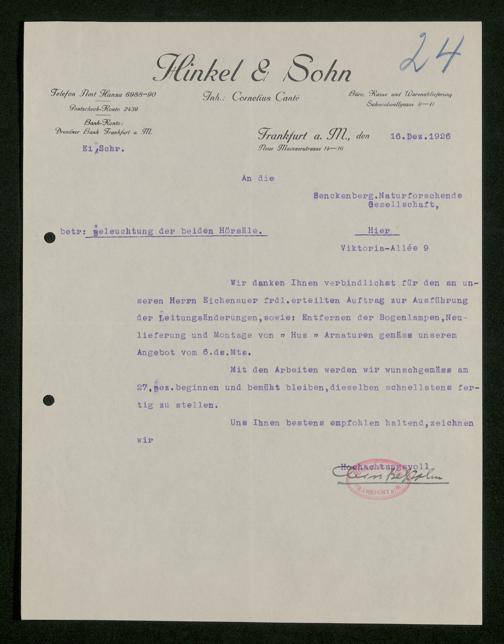 24
Hinkel & Sohn
Telefon Amt Hansa 6988-90
Inh.: Cornelius Canté
Büro, Kasse und Warenablieferung
Postscheck-Konto 2439
Bank-Konto:
Dresdner Bank Frankfurt a. M.
Ei/Schr.
Frankfurt a. M., den 16.Dez.1926
Neue Mainzerstrasse 14-16
An die
Senckenberg.Naturforschende
Gesellschaft,
betr: Beleuchtung der beiden Hörsäle.
Hier
Viktoria-Allée 9
Wir danken Ihnen verbindlichst für den an un-
seren Herrn Eichenauer frdl.erteilten Auftrag zur Ausführung
der Leitungsänderungen,sowie: Entfernen der Bogenlampen,Neu-
lieferung und Montage von " Hus " Armaturen gemäss unserem
Angebot vom 6.ds.Mts.
Mit den Arbeiten werden wir wunschgemäss am
27.Dez.beginnen und bemüht bleiben,dieselben schnellstens fer-
tig zu stellen.
Uns Ihnen bestens empfohlen haltend,zeichnen
wir
Hochachtungsvoll
FRANKFURT A.M.